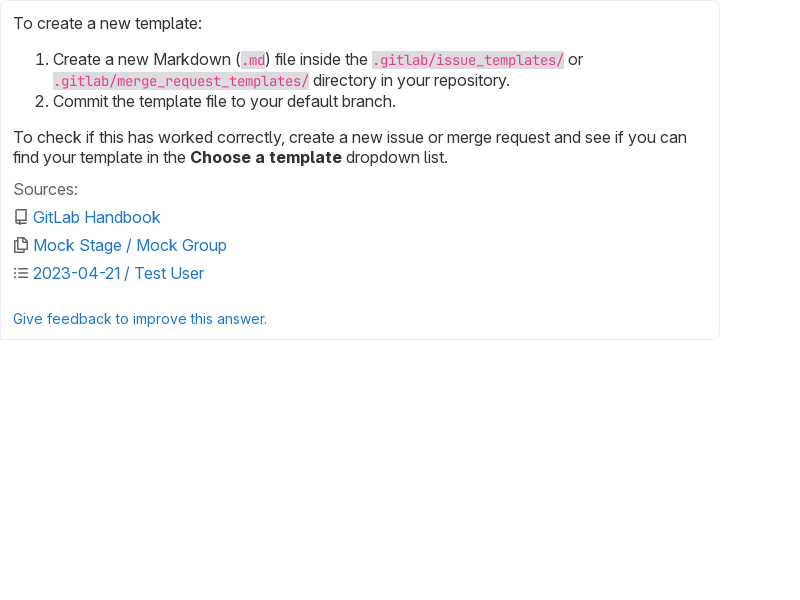 To create a new template:
1. Create a new Markdown (.md) file inside the .gitlab/issue_templates/ or
.gitlab/merge_request_templates/ directory in your repository.
2. Commit the template file to your default branch.
To check if this has worked correctly, create a new issue or merge request and see if you can
find your template in the Choose a template dropdown list.
Sources:
GitLab Handbook
Mock Stage / Mock Group
2023-04-21 / Test User
Give feedback to improve this answer.